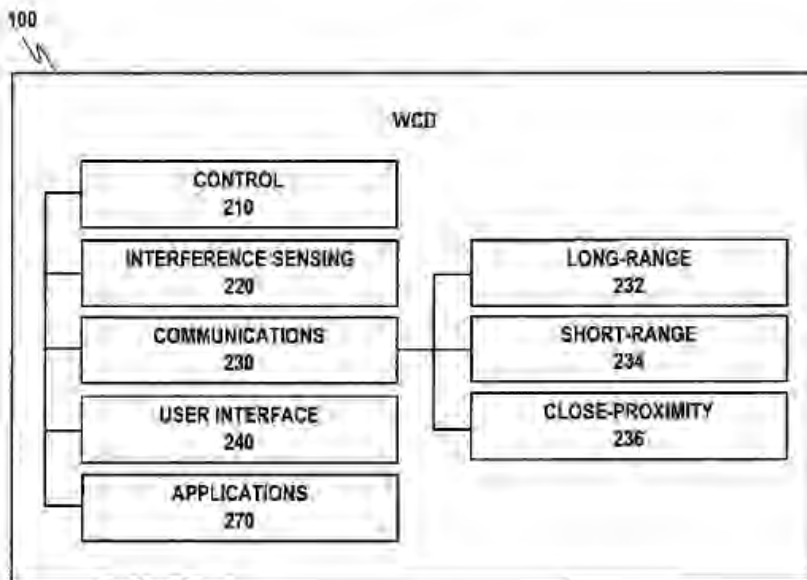 100
WCD
CONTROL
210
INTERFERENCE SENSING
220
COMMUNICATIONS
230
USER INTERFACE
240
APPLICATIONS
270
LONG-RANGE
232
SHORT-RANGE
234
CLOSE-PROXIMITY
236